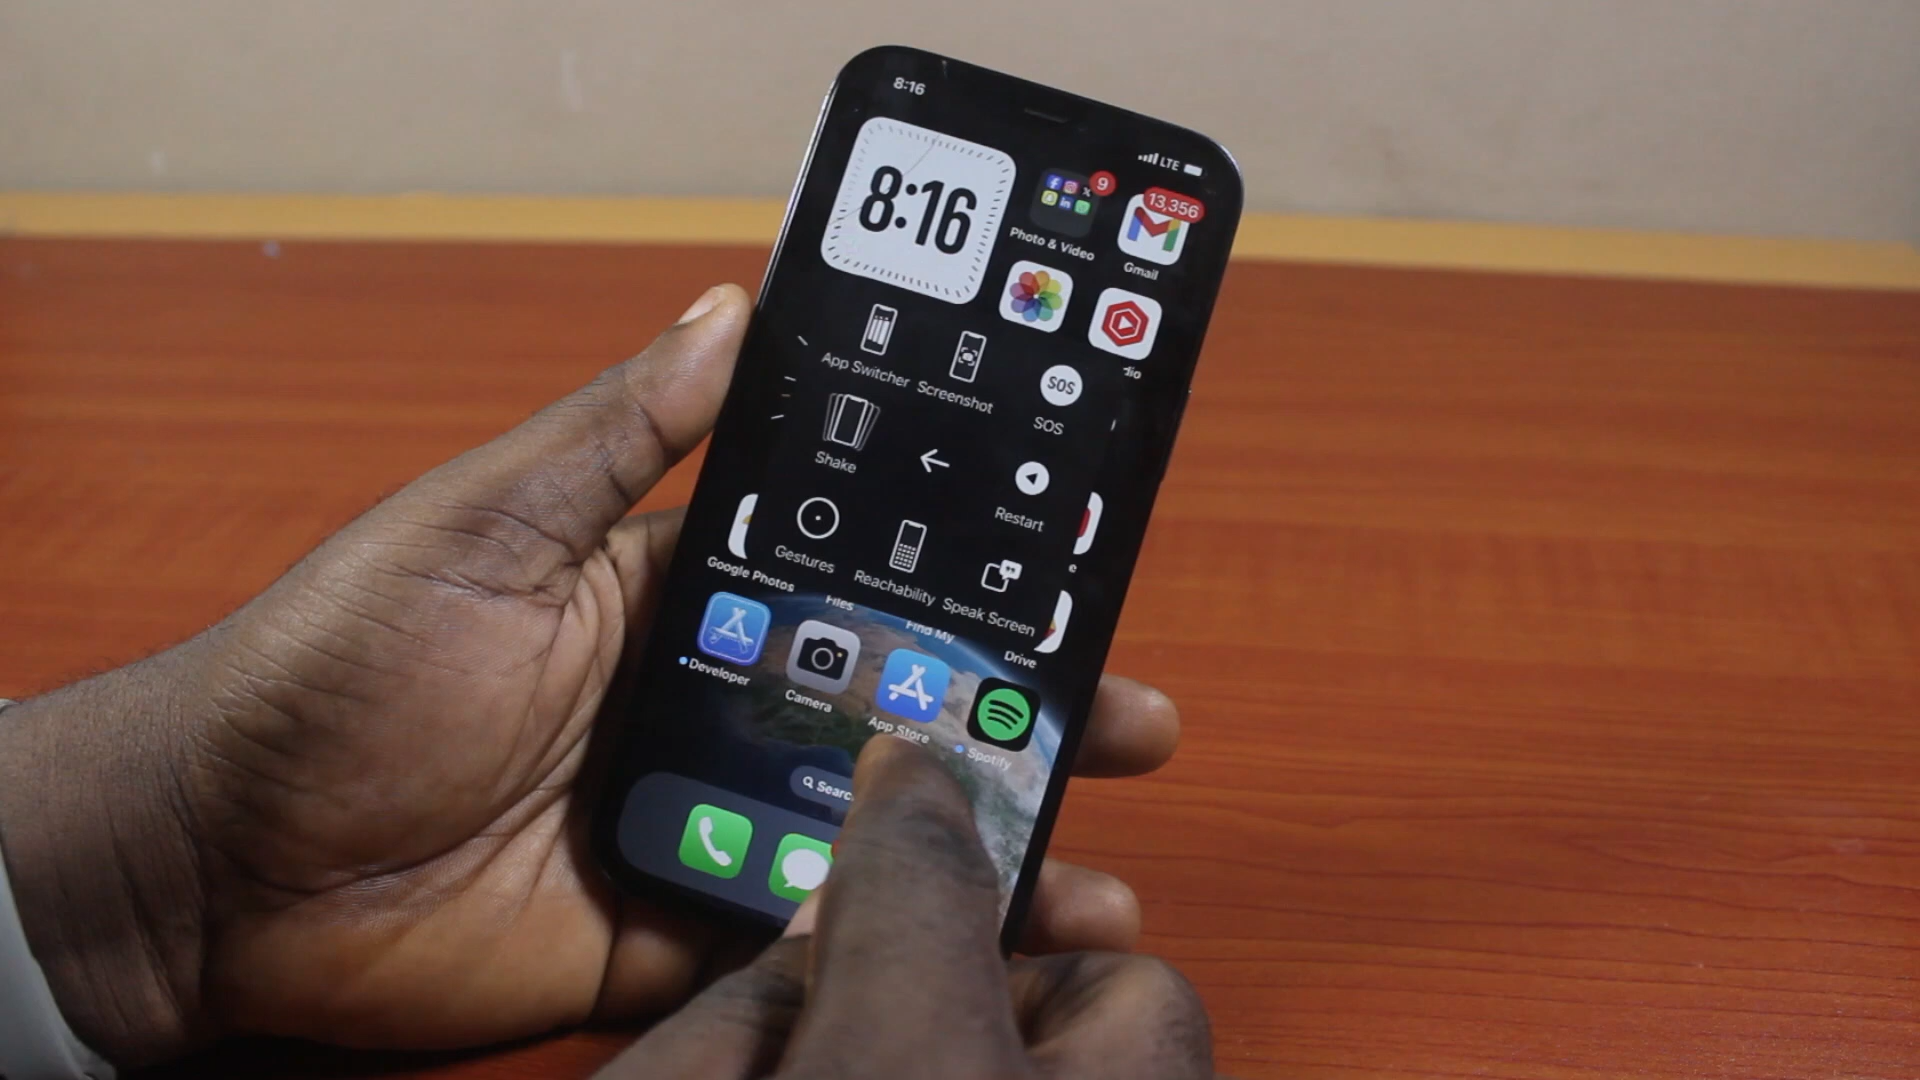 8:16
LTE
8:16
9
Photo & Video
13,356
Gmail
App Switcher
Screenshot
SOS
SOS
Shake
Restart
Gestures
Reachability
Speak Screen
Google Photos
Files
Find My
Drive
Developer
Camera
App Store
Spotify